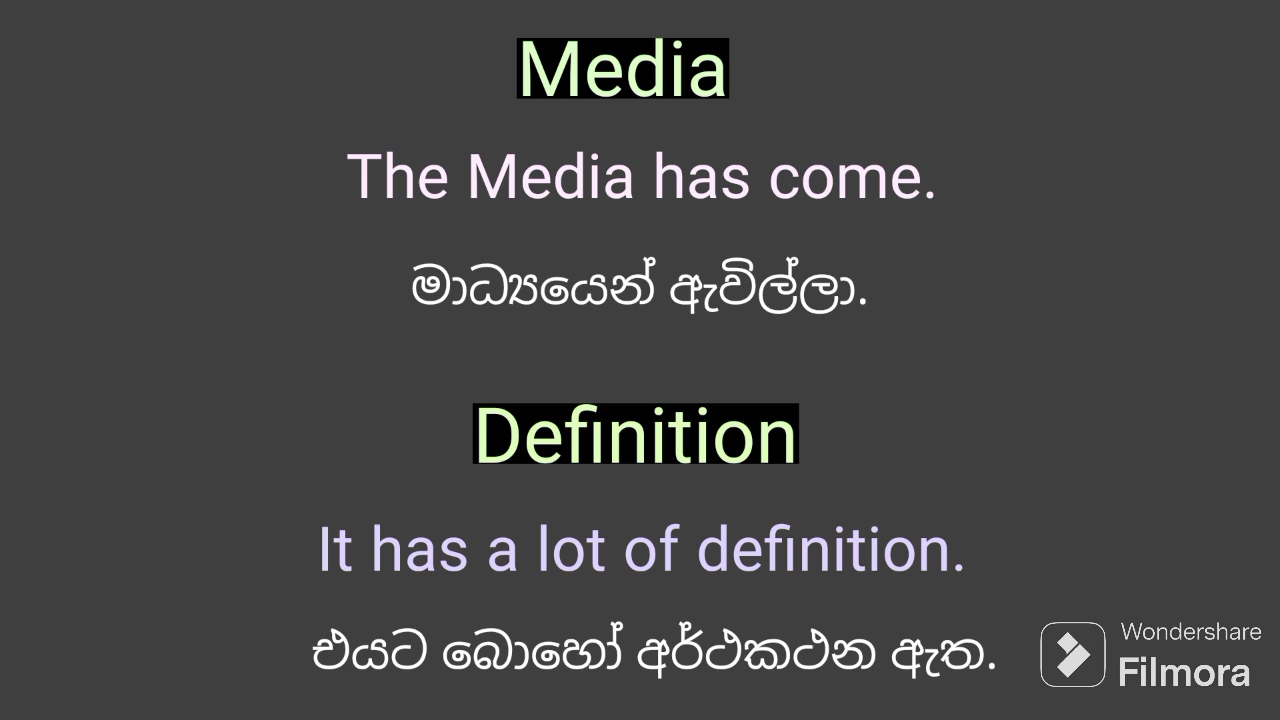 Media
The Media has come.
මාධ්‍යයෙන් ඇවිල්ලා.
Definition
It has a lot of definition.
එයට බොහෝ අර්ථකථන ඇත.
Wondershare
Filmora